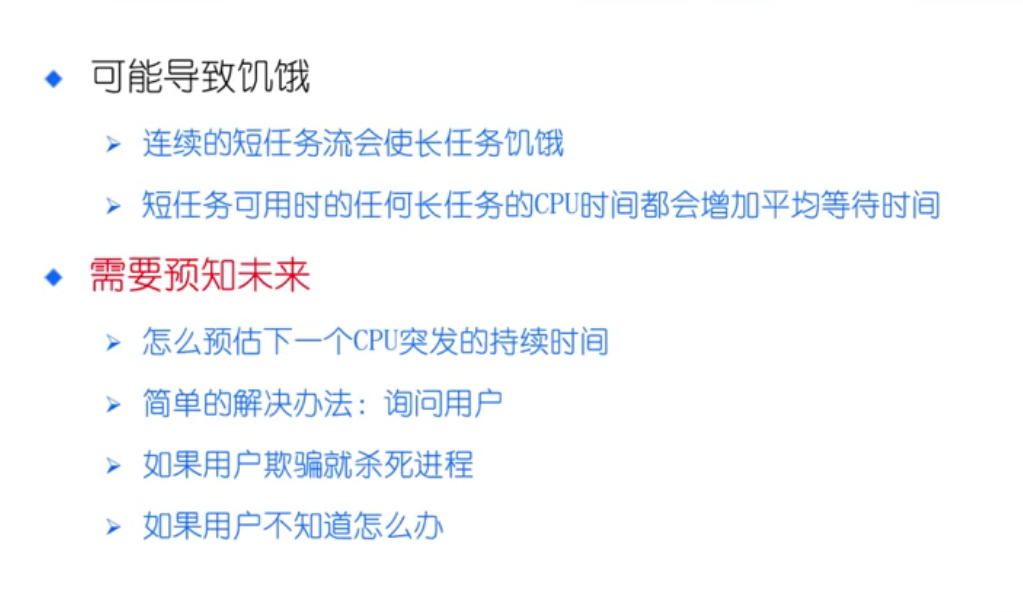 可能导致饥饿
连续的短任务流会使长任务饥饿
短任务可用时的任何长任务的CPU时间都会增加平均等待时间
需要预知未来
怎么预估下一个CPU突发的持续时间
简单的解决办法：询问用户
如果用户欺骗就杀死进程
如果用户不知道怎么办